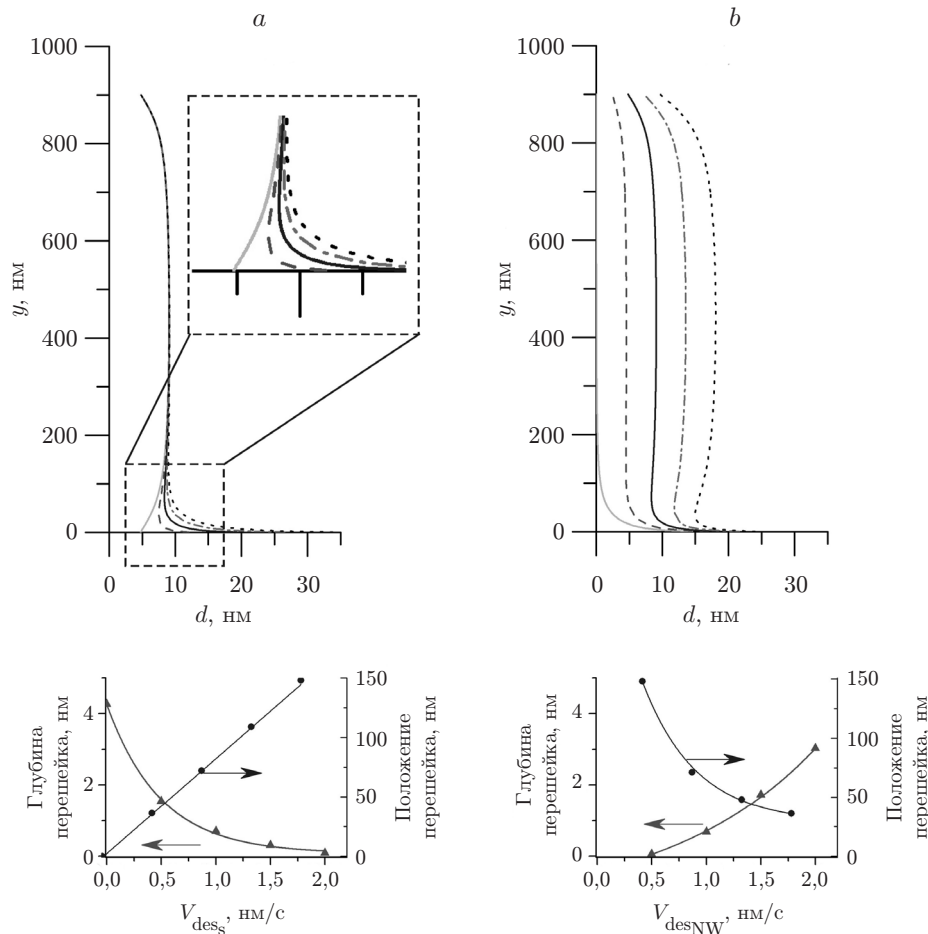 a
b
1000
800
600
400
200
0
y, нм
0 10 20 30
d, нм
1000
800
600
400
200
0
y, нм
0 10 20 30
d, нм
Глубина
перешейка, нм
4
2
0
150
100
50
0
Положение
перешейка, нм
0,0 0,5 1,0 1,5 2,0
V_des_s, нм/с
Глубина
перешейка, нм
4
2
0
150
100
50
0
Положение
перешейка, нм
0,0 0,5 1,0 1,5 2,0
V_des_NW, нм/с